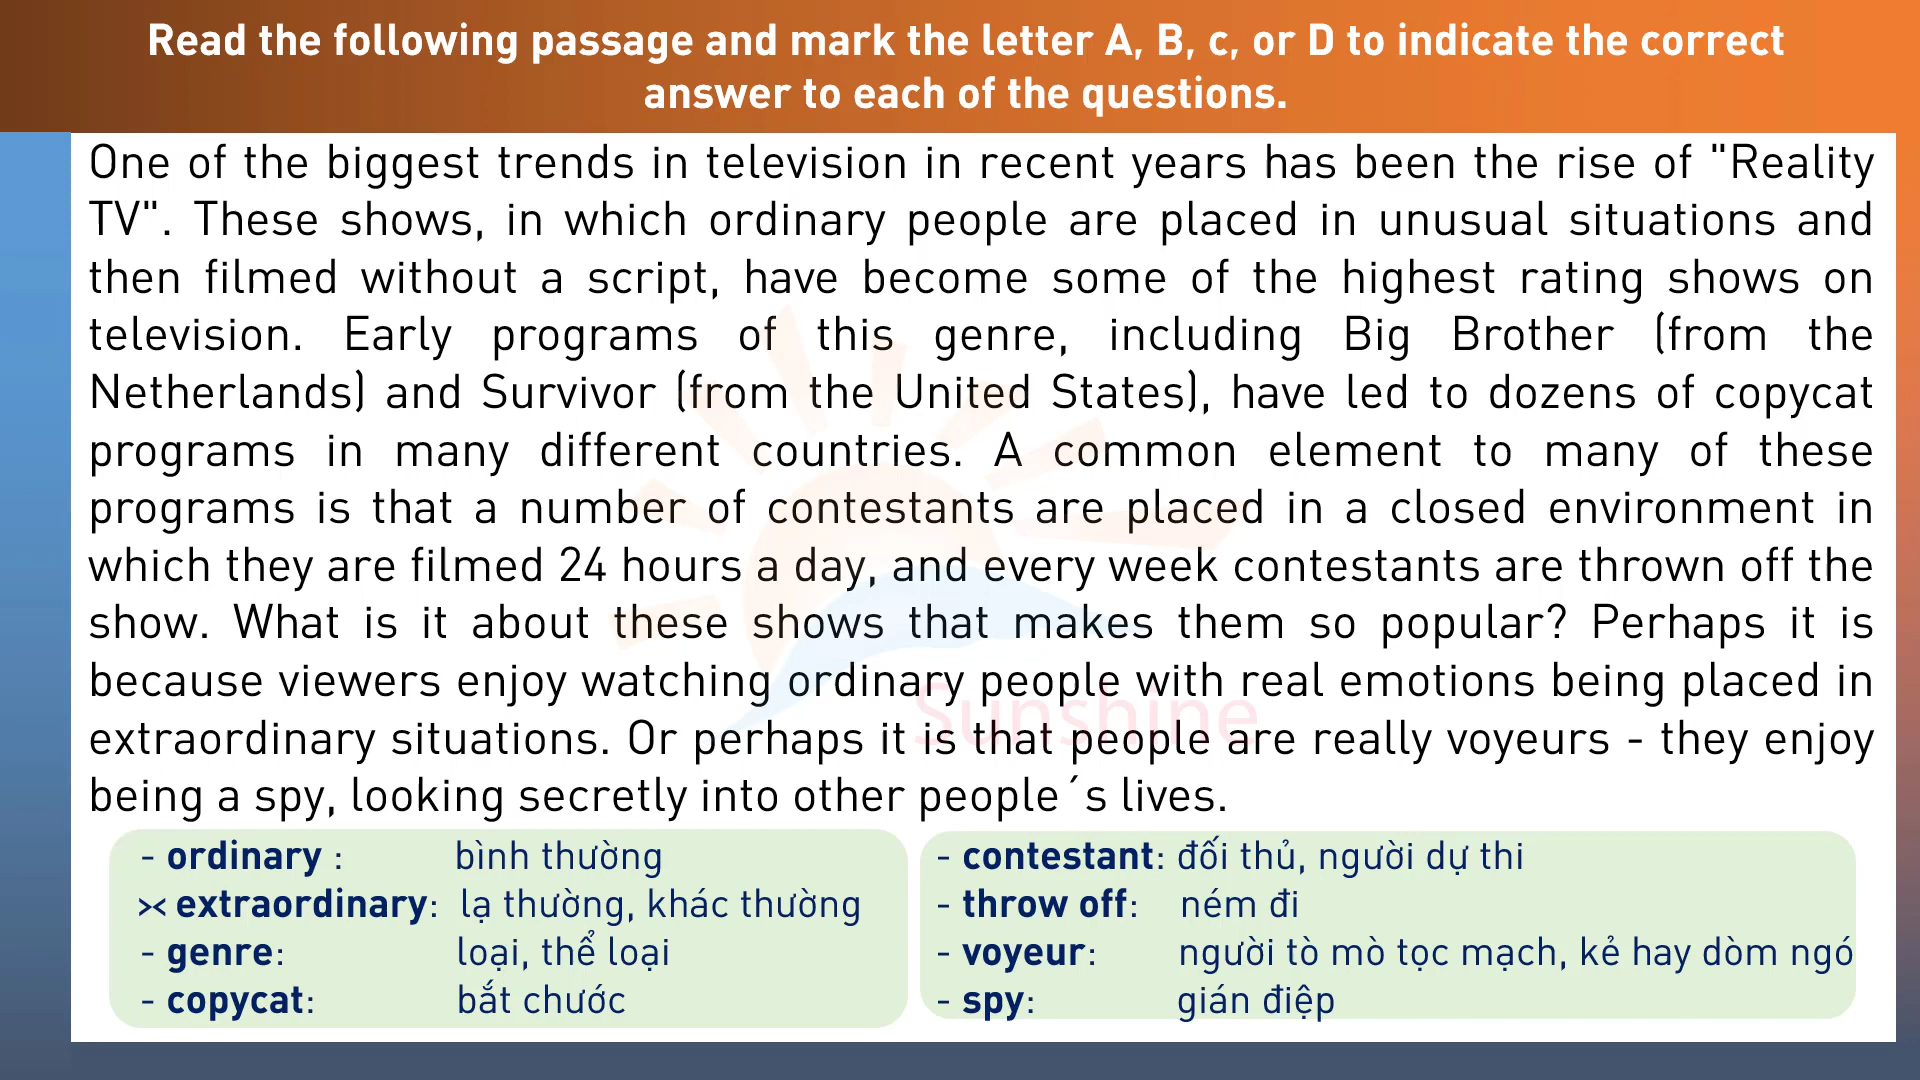 Read the following passage and mark the letter A, B, c, or D to indicate the correct
answer to each of the questions.
One of the biggest trends in television in recent years has been the rise of "Reality
TV". These shows, in which ordinary people are placed in unusual situations and
then filmed without a script, have become some of the highest rating shows on
television. Early programs of this genre, including Big Brother (from the
Netherlands) and Survivor (from the United States), have led to dozens of copycat
programs in many different countries. A common element to many of these
programs is that a number of contestants are placed in a closed environment in
which they are filmed 24 hours a day, and every week contestants are thrown off the
show. What is it about these shows that makes them so popular? Perhaps it is
because viewers enjoy watching ordinary people with real emotions being placed in
extraordinary situations. Or perhaps it is that people are really voyeurs - they enjoy
being a spy, looking secretly into other people´s lives.
Sunshine
- ordinary : bình thường
>< extraordinary: lạ thường, khác thường
- genre: loại, thể loại
- copycat: bắt chước
- contestant: đối thủ, người dự thi
- throw off: ném đi
- voyeur: người tò mò tọc mạch, kẻ hay dòm ngó
- spy: gián điệp